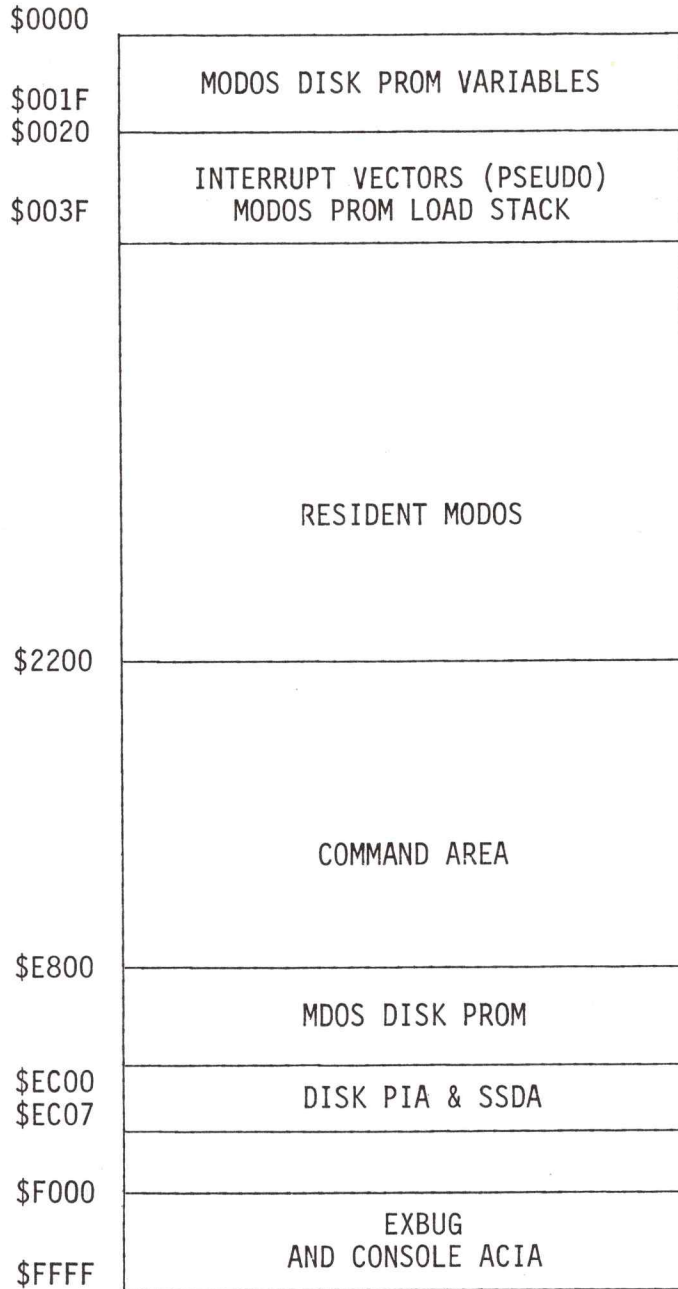 $0000
MODOS DISK PROM VARIABLES
$001F
$0020
INTERRUPT VECTORS (PSEUDO)
$003F
MODOS PROM LOAD STACK
RESIDENT MODOS
$2200
COMMAND AREA
$E800
MDOS DISK PROM
$EC00
DISK PIA & SSDA
$EC07
$F000
EXBUG
AND CONSOLE ACIA
$FFFF